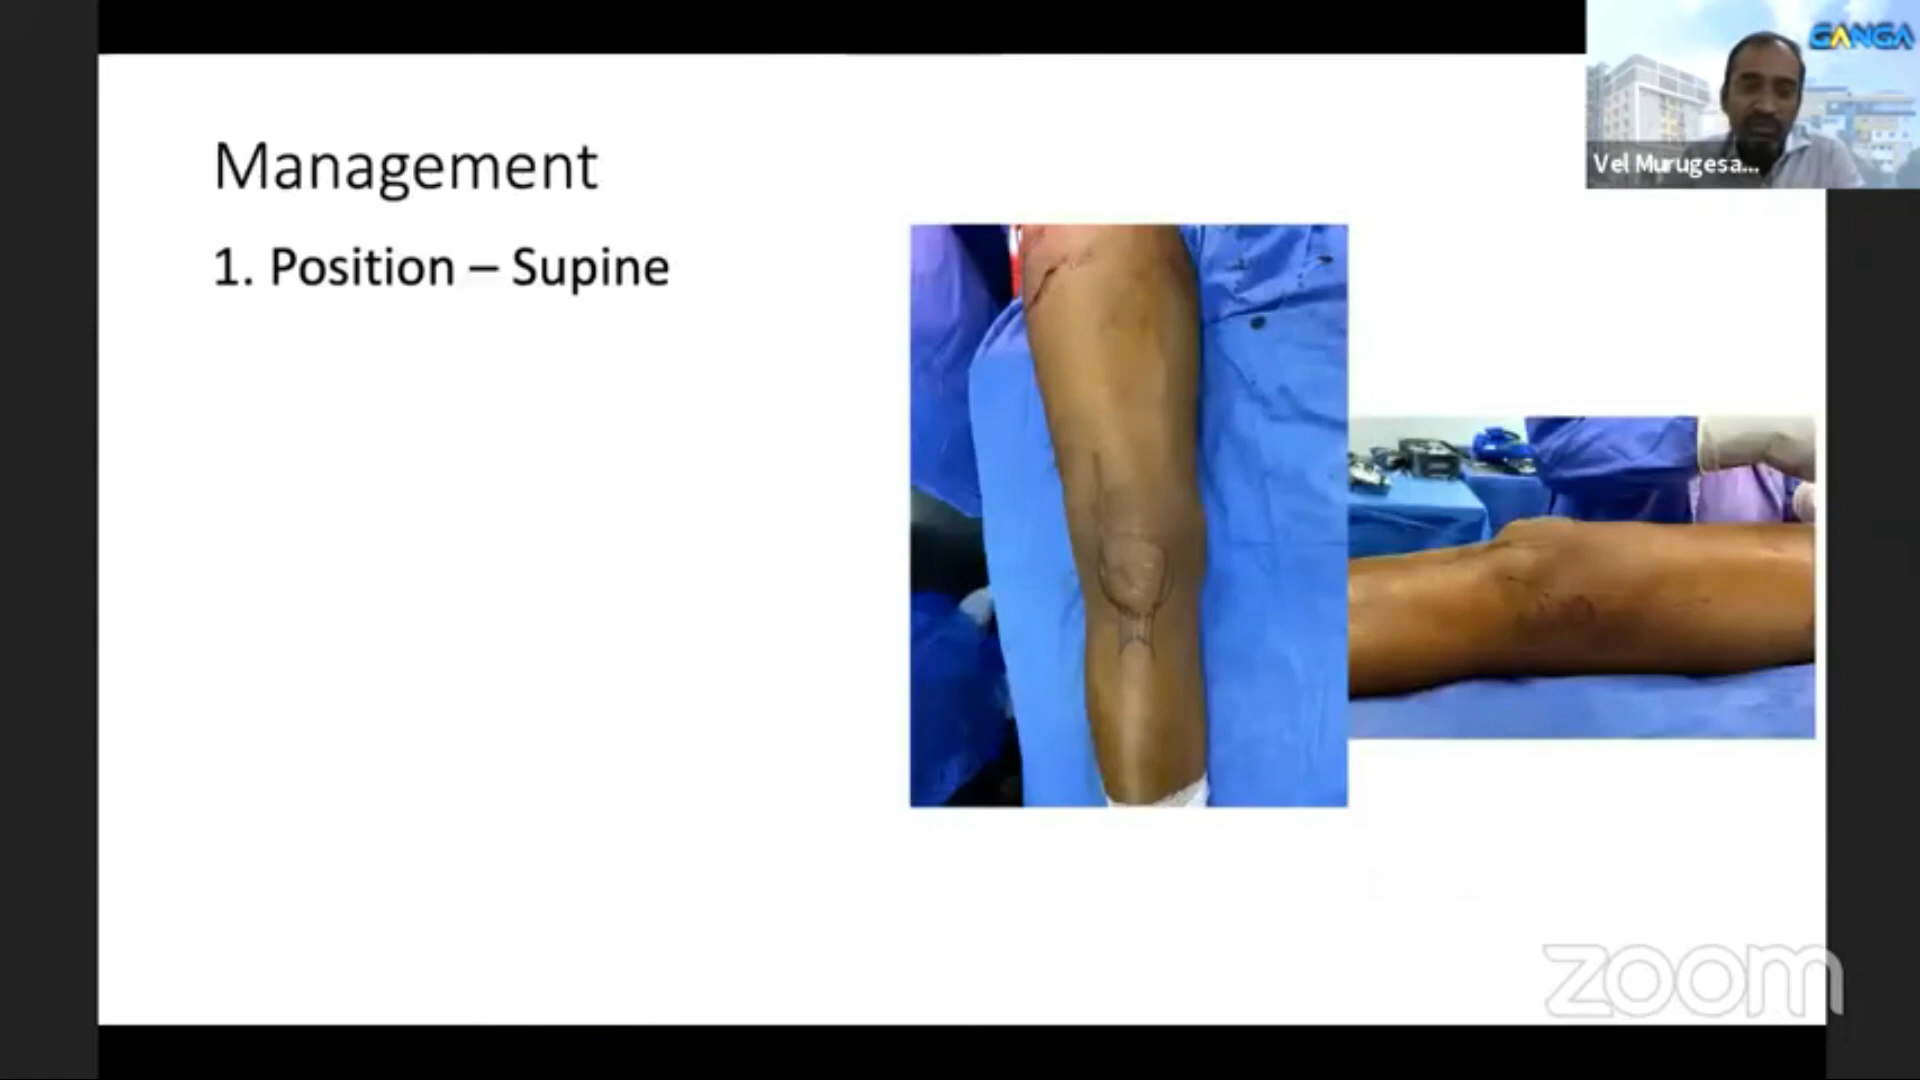 GANGA
Vel Murugesa...
Management
1. Position – Supine
zoom